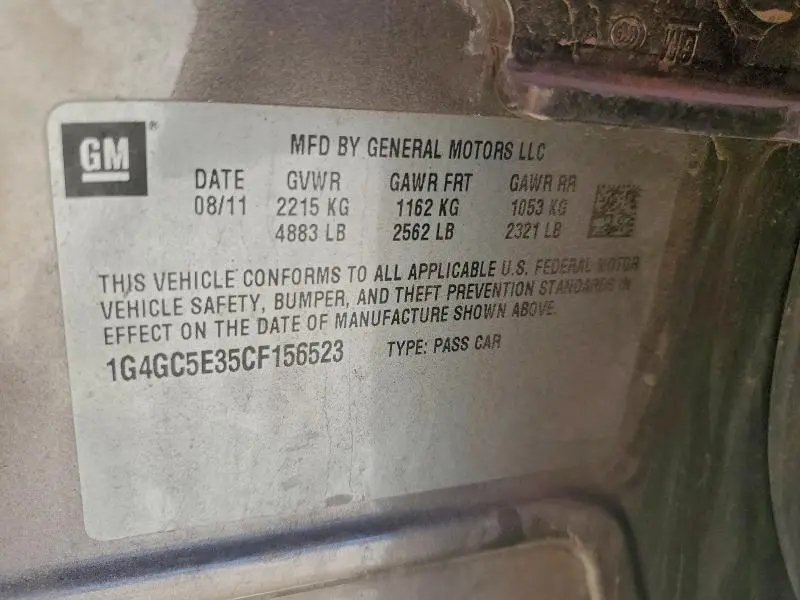 GM®
MFD BY GENERAL MOTORS LLC
DATE GVWR GAWR FRT GAWR RR
08/11 2215 KG 1162 KG 1053 KG
4883 LB 2562 LB 2321 LB
THIS VEHICLE CONFORMS TO ALL APPLICABLE U.S. FEDERAL MOTOR
VEHICLE SAFETY, BUMPER, AND THEFT PREVENTION STANDARDS IN
EFFECT ON THE DATE OF MANUFACTURE SHOWN ABOVE.
1G4GC5E35CF156523 TYPE: PASS CAR